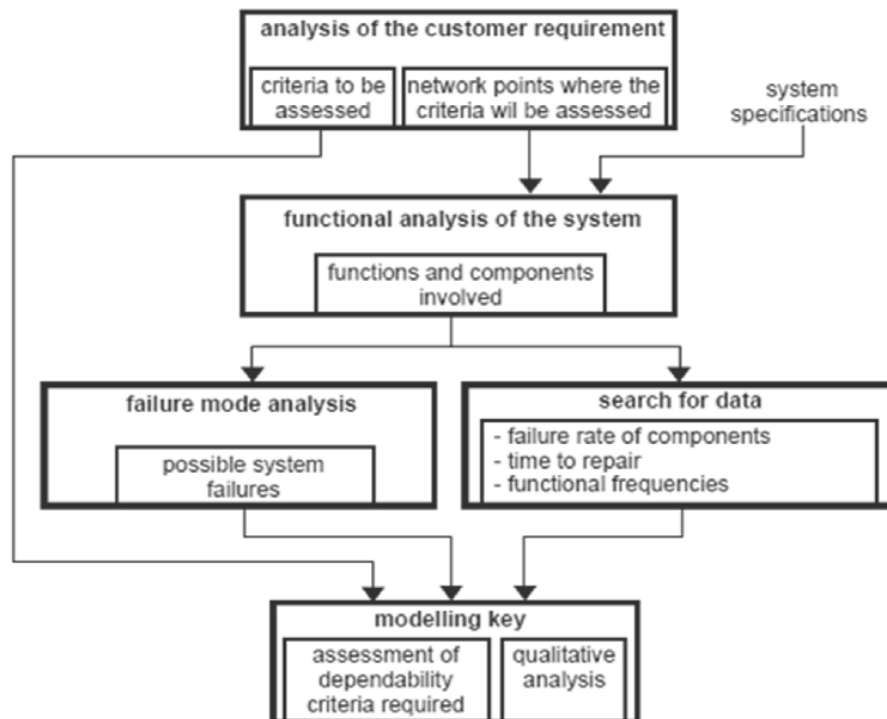 analysis of the customer requirement
criteria to be
assessed
network points where the
criteria wil be assessed
system
specifications
functional analysis of the system
functions and components
involved
failure mode analysis
possible system
failures
search for data
- failure rate of components
- time to repair
- functional frequencies
modelling key
assessment of
dependability
criteria required
qualitative
analysis